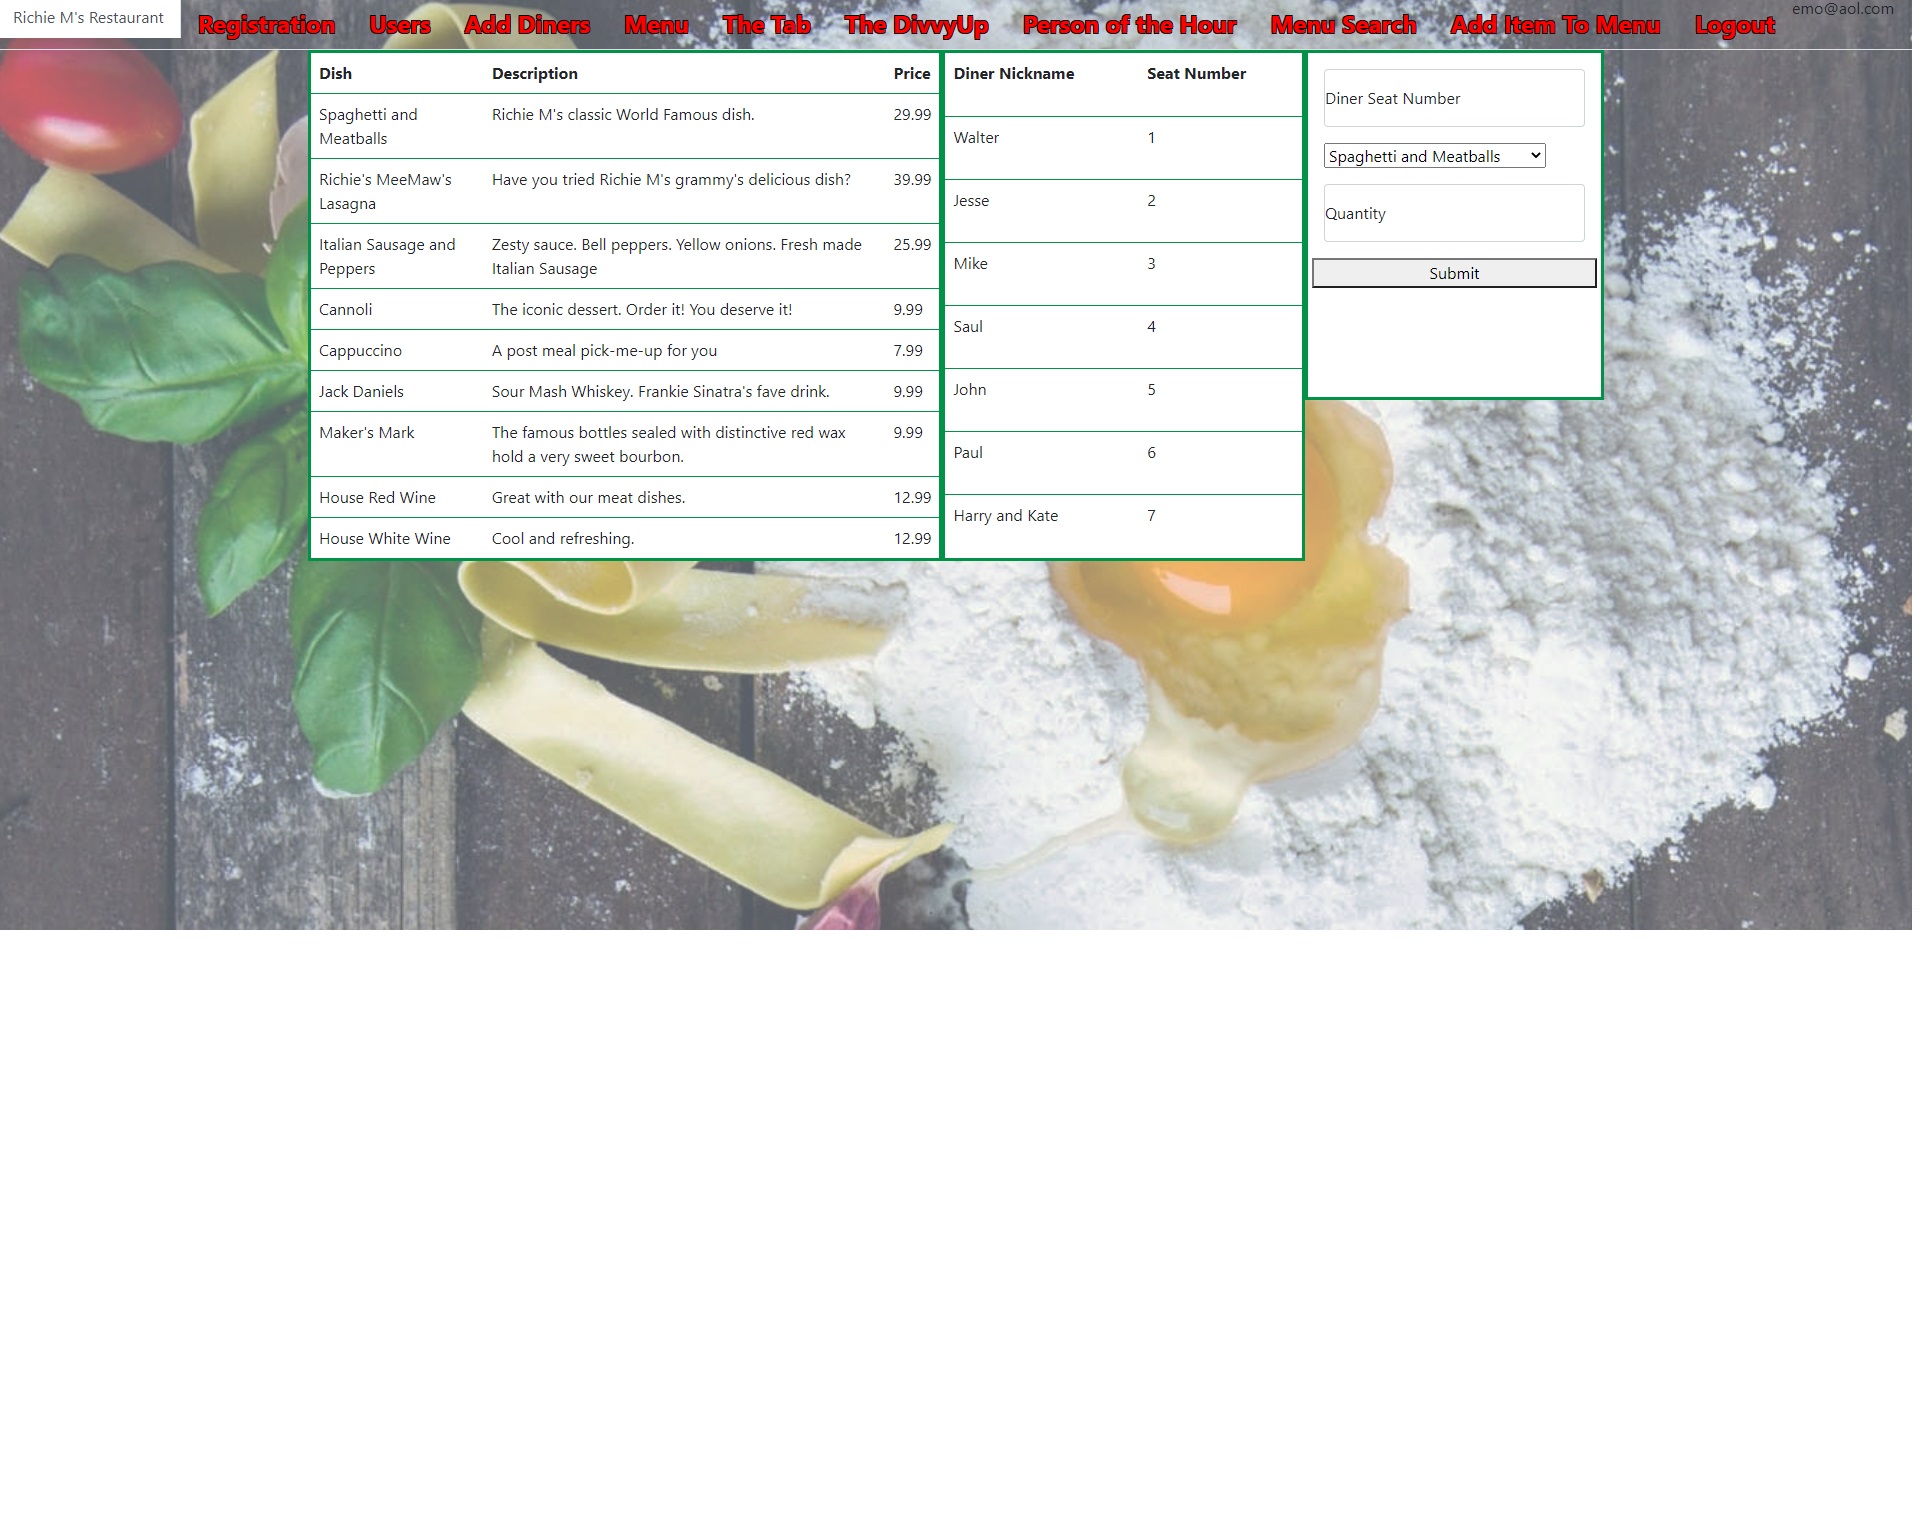 Richie M's Restaurant
Registration Users Add Diners Menu The Tab The DivvyUp Person of the Hour Menu Search Add Item To Menu Logout
emo@aol.com
Dish Description Price
Spaghetti and Richie M's classic World Famous dish. 29.99
Meatballs
Richie's MeeMaw's Have you tried Richie M's grammy's delicious dish? 39.99
Lasagna
Italian Sausage and Zesty sauce. Bell peppers. Yellow onions. Fresh made 25.99
Peppers Italian Sausage
Cannoli The iconic dessert. Order it! You deserve it! 9.99
Cappuccino A post meal pick-me-up for you 7.99
Jack Daniels Sour Mash Whiskey. Frankie Sinatra's fave drink. 9.99
Maker's Mark The famous bottles sealed with distinctive red wax 9.99
hold a very sweet bourbon.
House Red Wine Great with our meat dishes. 12.99
House White Wine Cool and refreshing. 12.99
Diner Nickname Seat Number
Walter 1
Jesse 2
Mike 3
Saul 4
John 5
Paul 6
Harry and Kate 7
Diner Seat Number
Spaghetti and Meatballs
Quantity
Submit